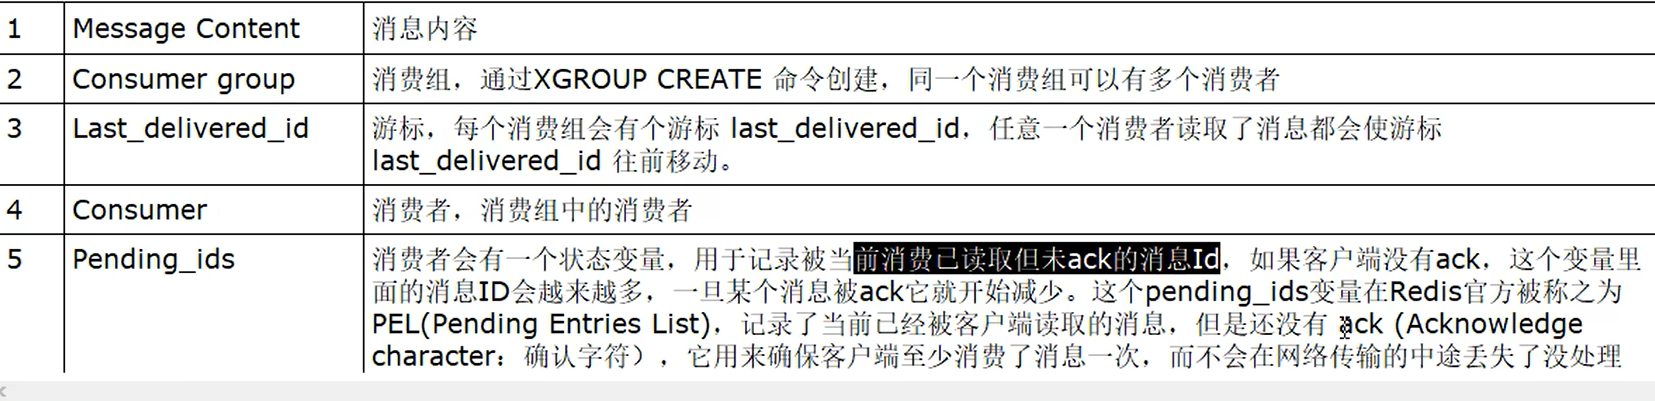 1 Message Content 消息内容
2 Consumer group 消费组，通过XGROUP CREATE 命令创建，同一个消费组可以有多个消费者
3 Last_delivered_id 游标，每个消费组会有个游标 last_delivered_id，任意一个消费者读取了消息都会使游标
last_delivered_id 往前移动。
4 Consumer 消费者，消费组中的消费者
5 Pending_ids 消费者会有一个状态变量，用于记录被当前消费已读取但未ack的消息Id，如果客户端没有ack，这个变量里
面的消息ID会越来越多，一旦某个消息被ack它就开始减少。这个pending_ids变量在Redis官方被称之为
PEL(Pending Entries List)，记录了当前已经被客户端读取的消息，但是还没有 ack (Acknowledge
character：确认字符），它用来确保客户端至少消费了消息一次，而不会在网络传输的中途丢失了没处理